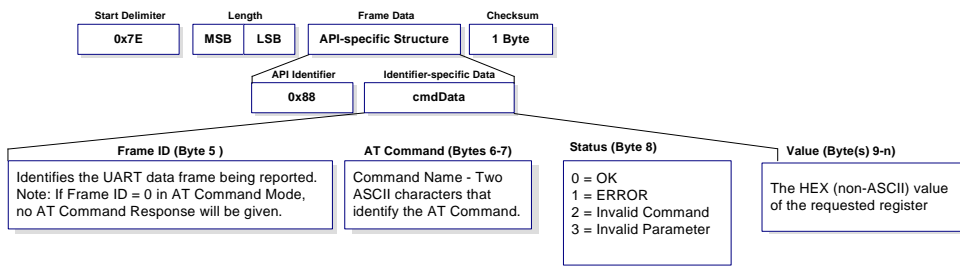 Start Delimiter
Length
Frame Data
Checksum
0x7E
MSB
LSB
API-specific Structure
1 Byte
API Identifier
Identifier-specific Data
0x88
cmdData
Frame ID (Byte 5 )
Identifies the UART data frame being reported.
Note: If Frame ID = 0 in AT Command Mode,
no AT Command Response will be given.
AT Command (Bytes 6-7)
Command Name - Two
ASCII characters that
identify the AT Command.
Status (Byte 8)
0 = OK
1 = ERROR
2 = Invalid Command
3 = Invalid Parameter
Value (Byte(s) 9-n)
The HEX (non-ASCII) value
of the requested register